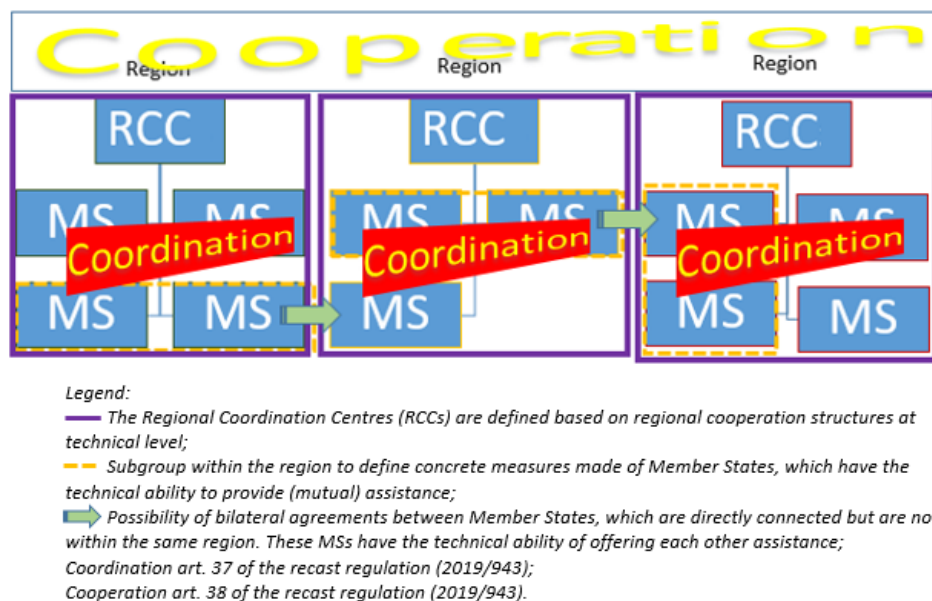 Cooperation
Region Region Region
RCC RCC RCC
MS MS MS MS MS MS
Coordination Coordination Coordination
MS MS MS MS MS
Legend:
The Regional Coordination Centres (RCCs) are defined based on regional cooperation structures at
technical level;
Subgroup within the region to define concrete measures made of Member States, which have the
technical ability to provide (mutual) assistance;
Possibility of bilateral agreements between Member States, which are directly connected but are no
within the same region. These MSs have the technical ability of offering each other assistance;
Coordination art. 37 of the recast regulation (2019/943);
Cooperation art. 38 of the recast regulation (2019/943).